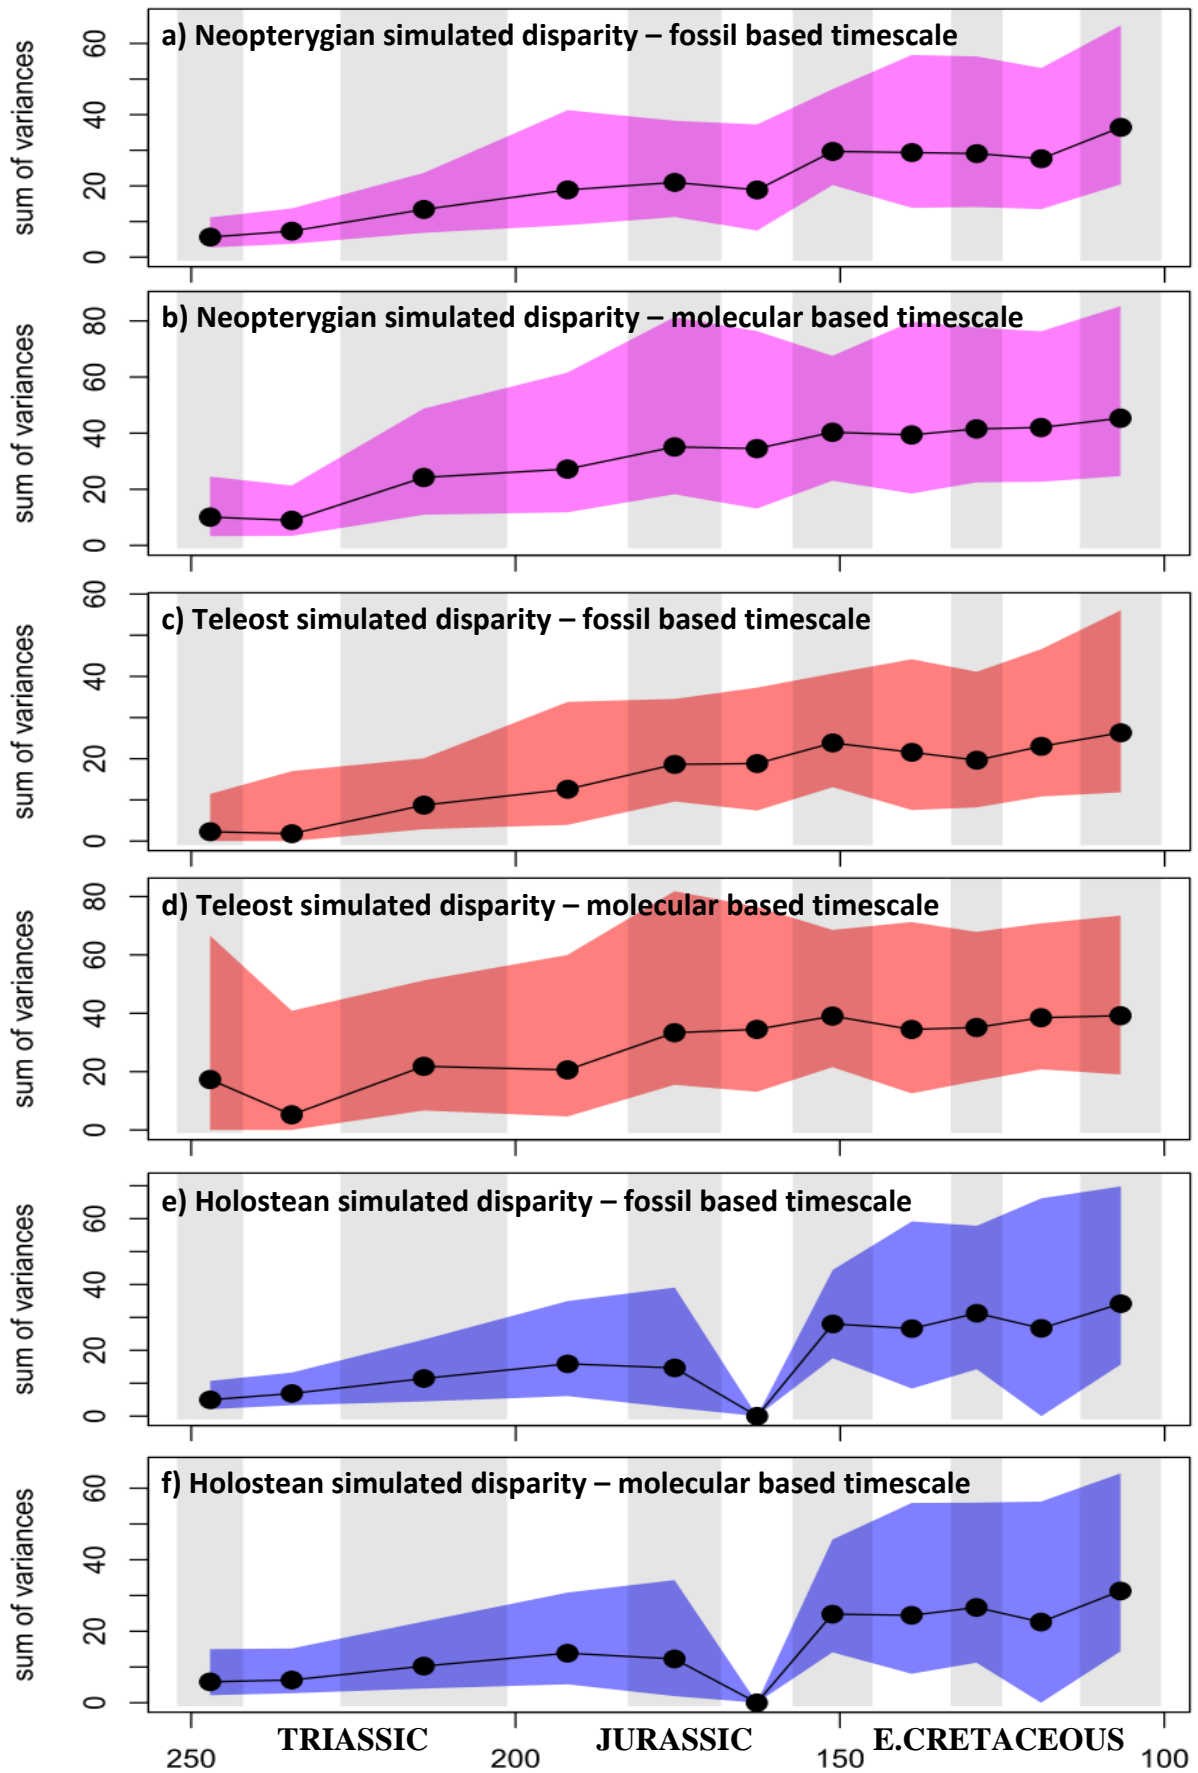 a) Neopterygian simulated disparity – fossil based timescale
sum of variances
0
20
40
60
b) Neopterygian simulated disparity – molecular based timescale
sum of variances
0
20
40
60
80
c) Teleost simulated disparity – fossil based timescale
sum of variances
0
20
40
60
d) Teleost simulated disparity – molecular based timescale
sum of variances
0
20
40
60
80
e) Holostean simulated disparity – fossil based timescale
sum of variances
0
20
40
60
f) Holostean simulated disparity – molecular based timescale
sum of variances
0
20
40
60
TRIASSIC JURASSIC E.CRETACEOUS
250 200 150 100